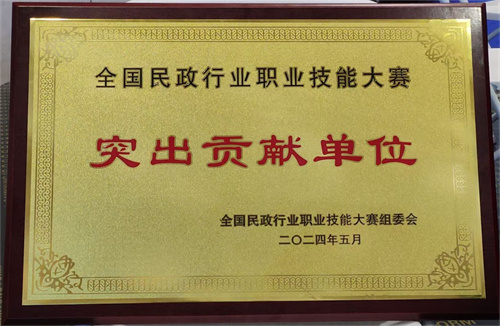 全国民政行业职业技能大赛
突出贡献单位
全国民政行业职业技能大赛组委会
二〇二四年五月